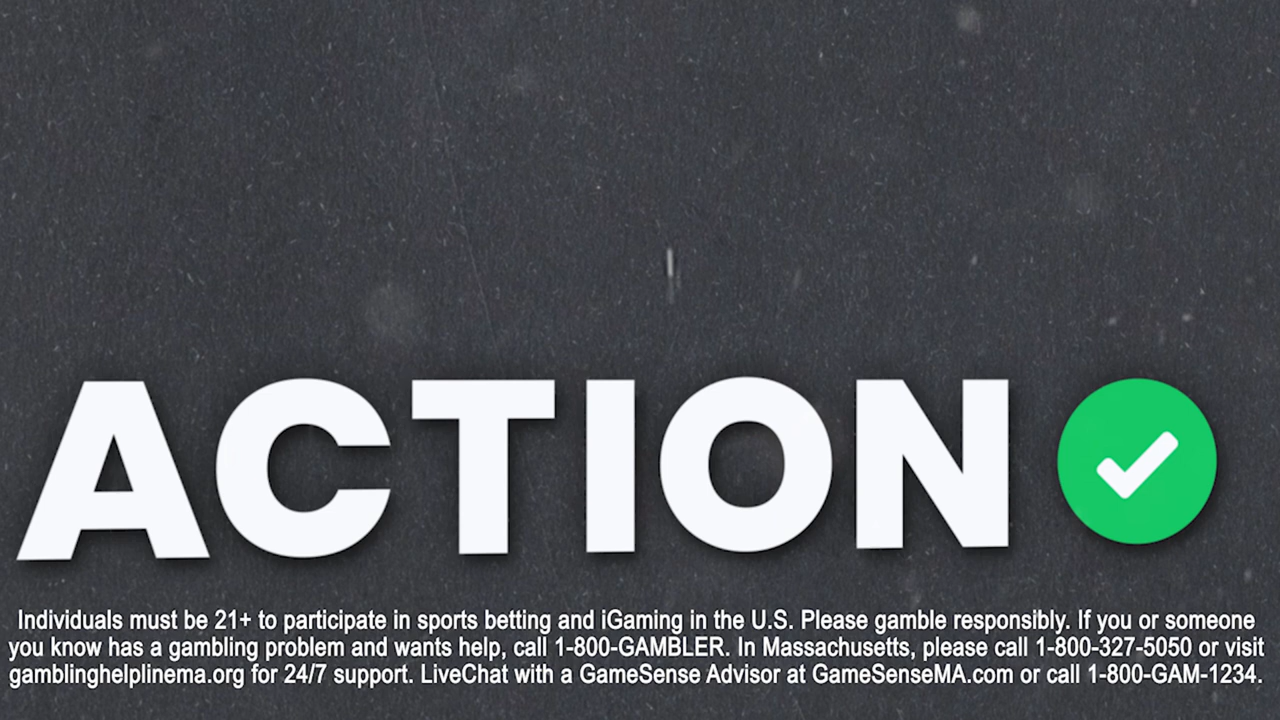 ACTION
Individuals must be 21+ to participate in sports betting and iGaming in the U.S. Please gamble responsibly. If you or someone
you know has a gambling problem and wants help, call 1-800-GAMBLER. In Massachusetts, please call 1-800-327-5050 or visit
gamblinghelplinema.org for 24/7 support. LiveChat with a GameSense Advisor at GameSenseMA.com or call 1-800-GAM-1234.